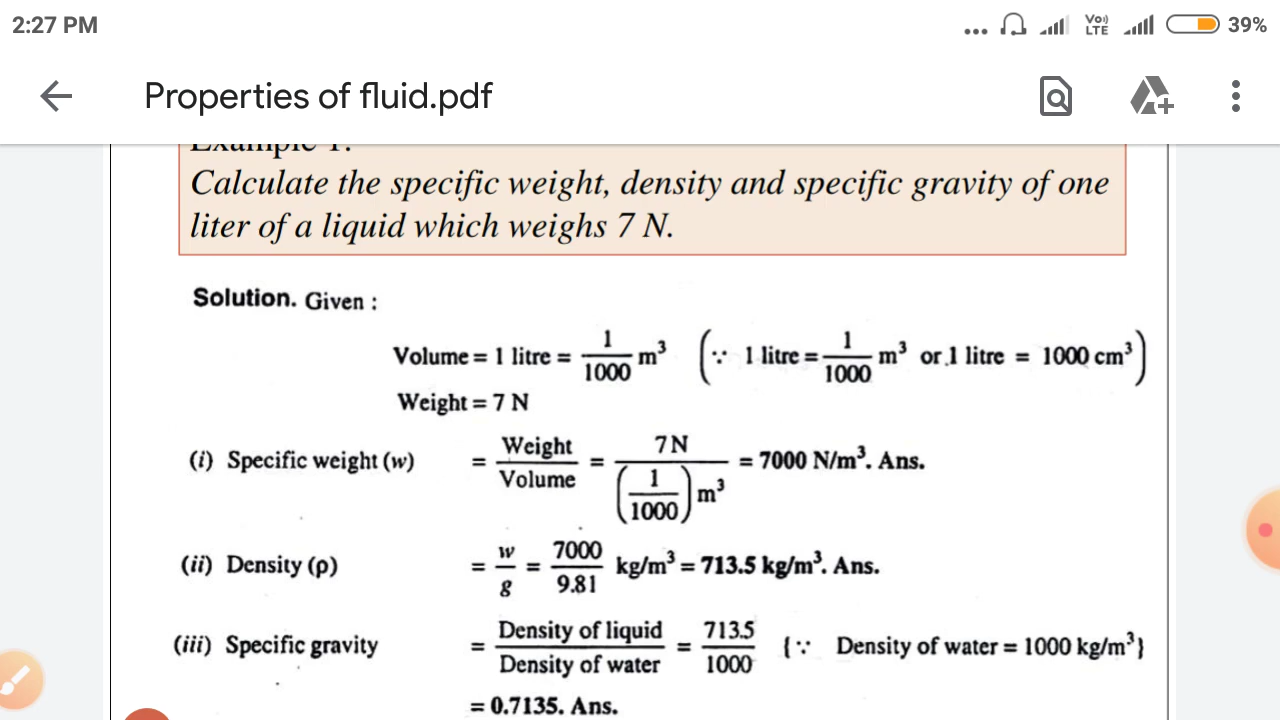 2:27 PM
... Vo) LTE 39%
Properties of fluid.pdf
Example 1:
Calculate the specific weight, density and specific gravity of one
liter of a liquid which weighs 7 N.
Solution. Given :
Volume = 1 litre = 1/1000 m³ (∵ 1 litre = 1/1000 m³ or 1 litre = 1000 cm³)
Weight = 7 N
(i) Specific weight (w) = Weight/Volume = 7 N/(1/1000) m³ = 7000 N/m³. Ans.
(ii) Density (ρ) = w/g = 7000/9.81 kg/m³ = 713.5 kg/m³. Ans.
(iii) Specific gravity = Density of liquid/Density of water = 713.5/1000 {∵ Density of water = 1000 kg/m³}
= 0.7135. Ans.